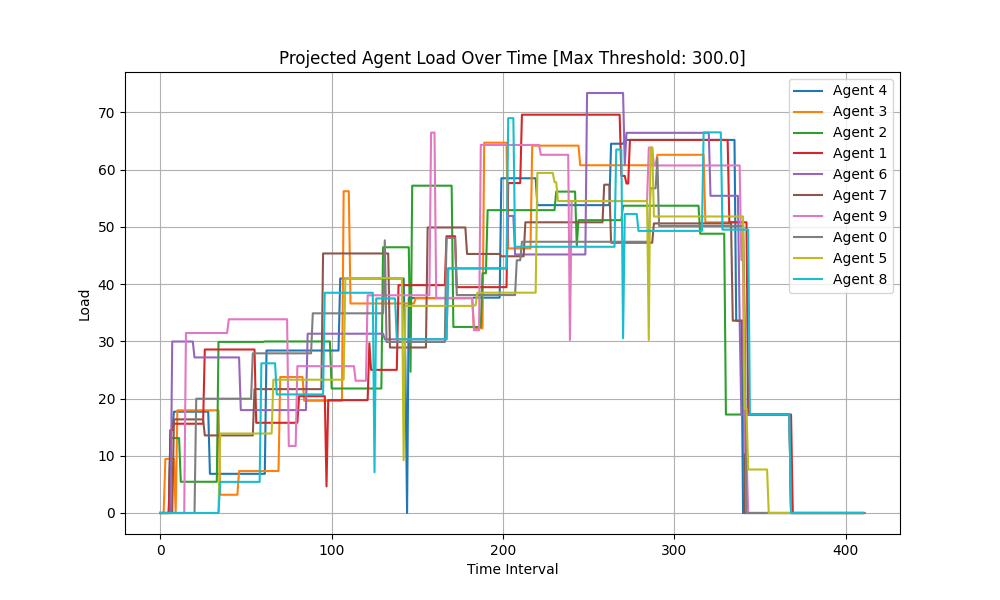 Projected Agent Load Over Time [Max Threshold: 300.0]
Load
70
60
50
40
30
20
10
0
0 100 200 300 400
Time Interval
Agent 4
Agent 3
Agent 2
Agent 1
Agent 6
Agent 7
Agent 9
Agent 0
Agent 5
Agent 8